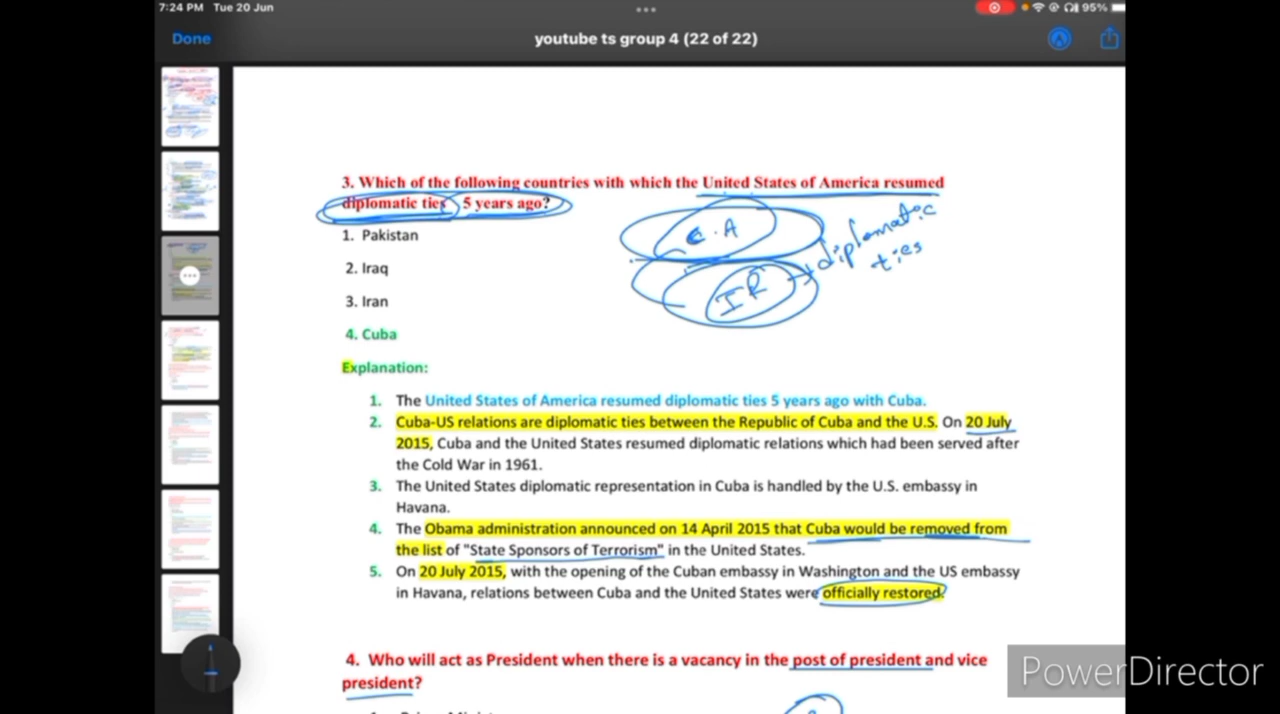 7:24 PM Tue 20 Jun
95%
Done
youtube ts group 4 (22 of 22)
3. Which of the following countries with which the United States of America resumed
diplomatic ties 5 years ago?
C.A
diplomatic
ties
IR
1. Pakistan
2. Iraq
3. Iran
4. Cuba
Explanation:
1. The United States of America resumed diplomatic ties 5 years ago with Cuba.
2. Cuba-US relations are diplomatic ties between the Republic of Cuba and the U.S. On 20 July
2015, Cuba and the United States resumed diplomatic relations which had been served after
the Cold War in 1961.
3. The United States diplomatic representation in Cuba is handled by the U.S. embassy in
Havana.
4. The Obama administration announced on 14 April 2015 that Cuba would be removed from
the list of "State Sponsors of Terrorism" in the United States.
5. On 20 July 2015, with the opening of the Cuban embassy in Washington and the US embassy
in Havana, relations between Cuba and the United States were officially restored.
4. Who will act as President when there is a vacancy in the post of president and vice
president?
PowerDirector